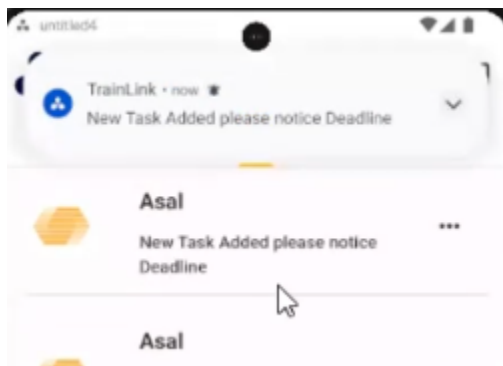 untitled4
TrainLink • now
New Task Added please notice Deadline
Asal
New Task Added please notice
Deadline
Asal